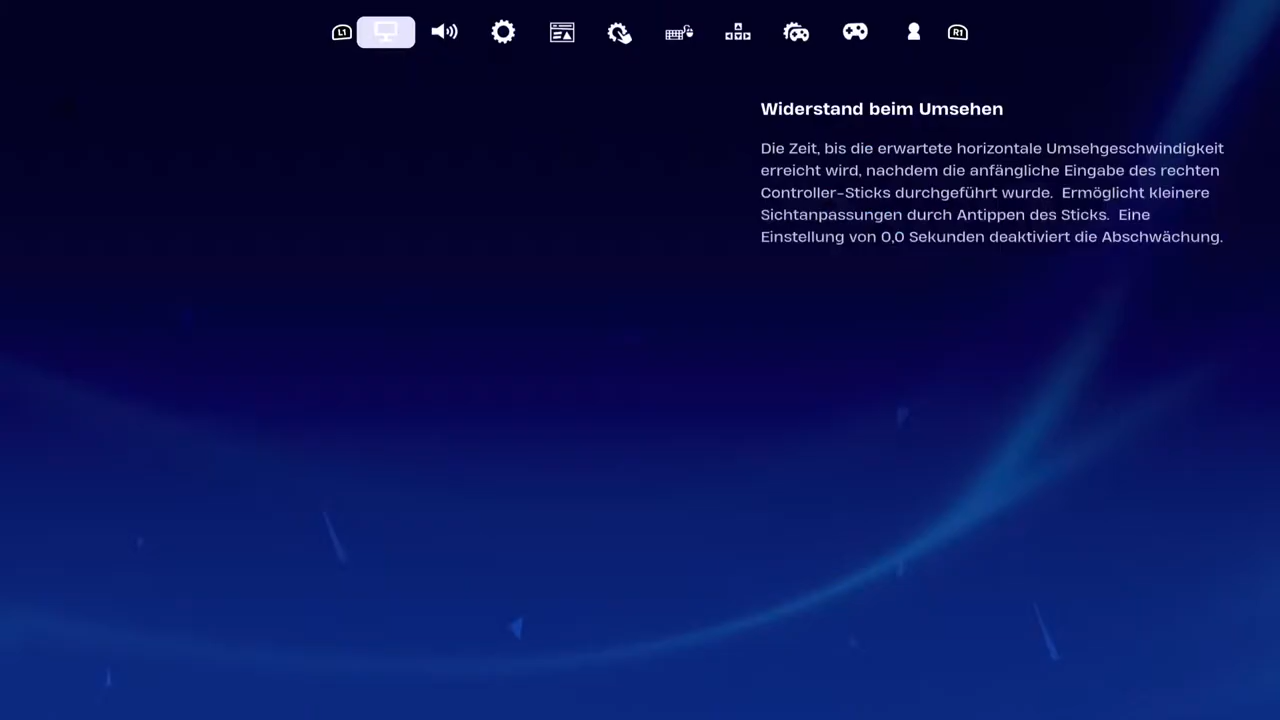 L1
R1
Widerstand beim Umsehen
Die Zeit, bis die erwartete horizontale Umsehgeschwindigkeit
erreicht wird, nachdem die anfängliche Eingabe des rechten
Controller-Sticks durchgeführt wurde.  Ermöglicht kleinere
Sichtanpassungen durch Antippen des Sticks.  Eine
Einstellung von 0,0 Sekunden deaktiviert die Abschwächung.